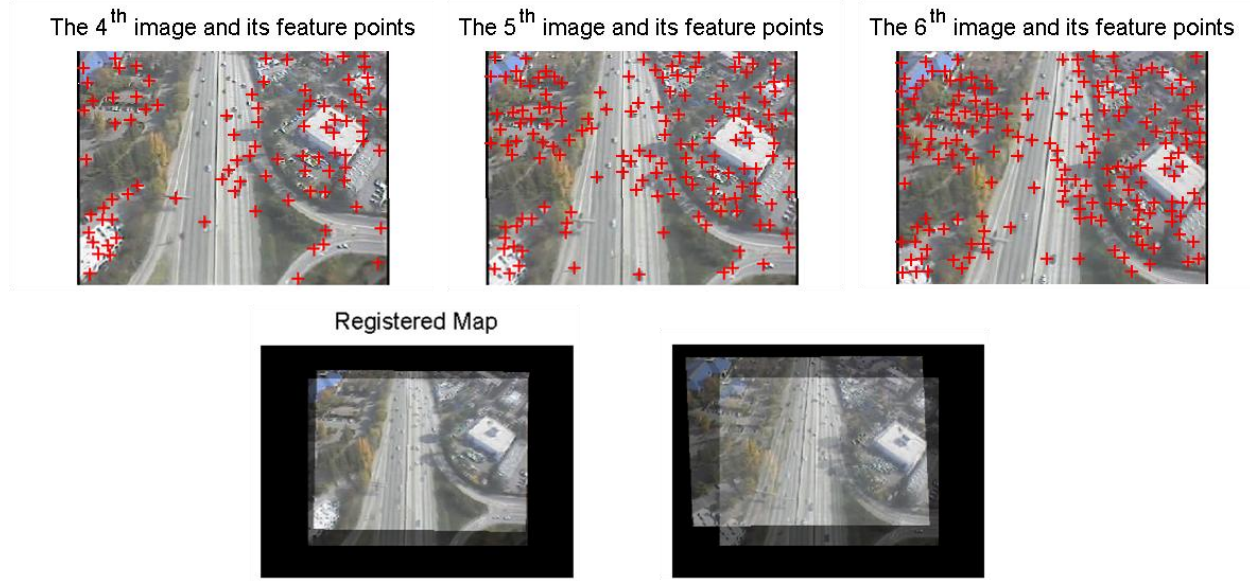 The 4th image and its feature points
The 5th image and its feature points
The 6th image and its feature points
Registered Map